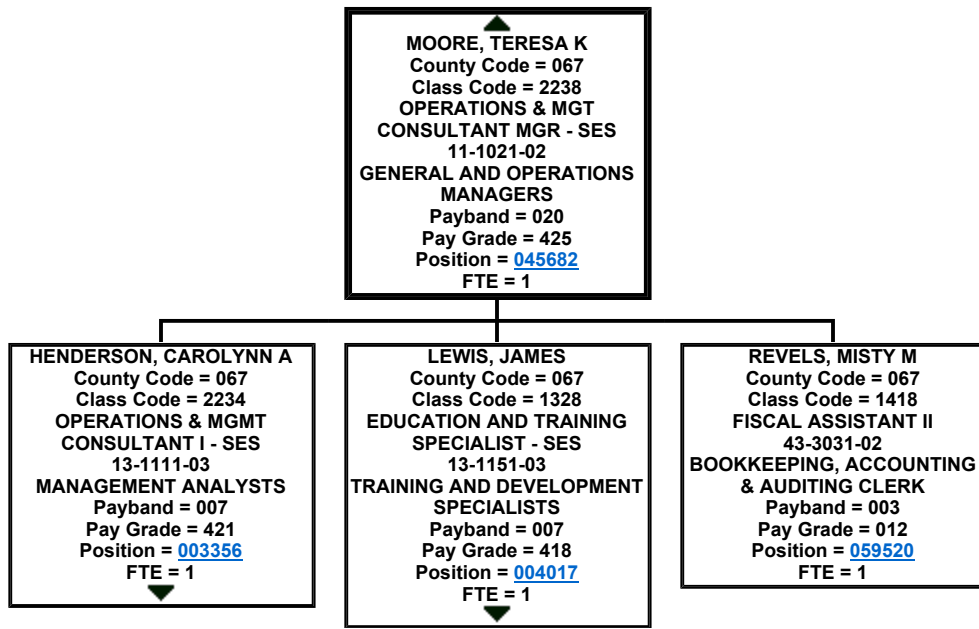 MOORE, TERESA K
County Code = 067
Class Code = 2238
OPERATIONS & MGT
CONSULTANT MGR - SES
11-1021-02
GENERAL AND OPERATIONS
MANAGERS
Payband = 020
Pay Grade = 425
Position = 045682
FTE = 1
HENDERSON, CAROLYNN A
County Code = 067
Class Code = 2234
OPERATIONS & MGMT
CONSULTANT I - SES
13-1111-03
MANAGEMENT ANALYSTS
Payband = 007
Pay Grade = 421
Position = 003356
FTE = 1
LEWIS, JAMES
County Code = 067
Class Code = 1328
EDUCATION AND TRAINING
SPECIALIST - SES
13-1151-03
TRAINING AND DEVELOPMENT
SPECIALISTS
Payband = 007
Pay Grade = 418
Position = 004017
FTE = 1
REVELS, MISTY M
County Code = 067
Class Code = 1418
FISCAL ASSISTANT II
43-3031-02
BOOKKEEPING, ACCOUNTING
& AUDITING CLERK
Payband = 003
Pay Grade = 012
Position = 059520
FTE = 1